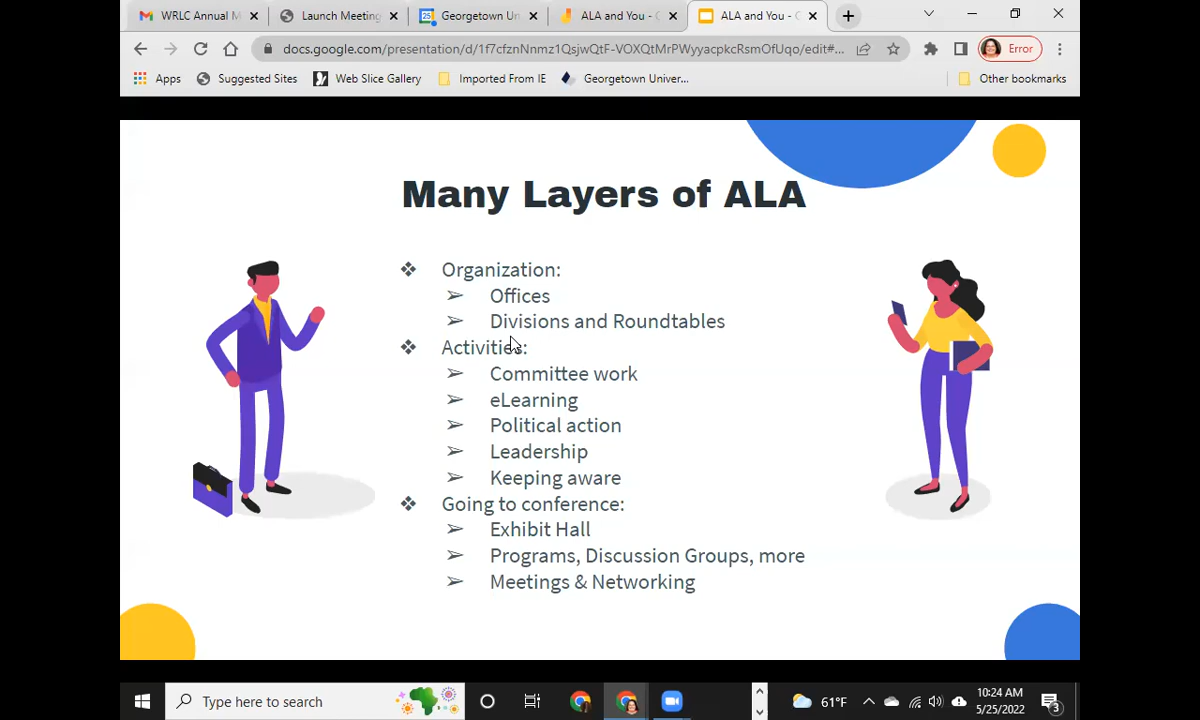 WRLC Annual M
Launch Meeting
Georgetown Un
ALA and You - G
ALA and You - G
docs.google.com/presentation/d/1f7cfznNnmz1QsjwQtF-VOXQtMrPWyyacpkcRsmOfUqo/edit#...
Error
Apps
Suggested Sites
Web Slice Gallery
Imported From IE
Georgetown Univer...
Other bookmarks
Many Layers of ALA
Organization:
Offices
Divisions and Roundtables
Activities:
Committee work
eLearning
Political action
Leadership
Keeping aware
Going to conference:
Exhibit Hall
Programs, Discussion Groups, more
Meetings & Networking
Type here to search
61°F
10:24 AM
5/25/2022
3